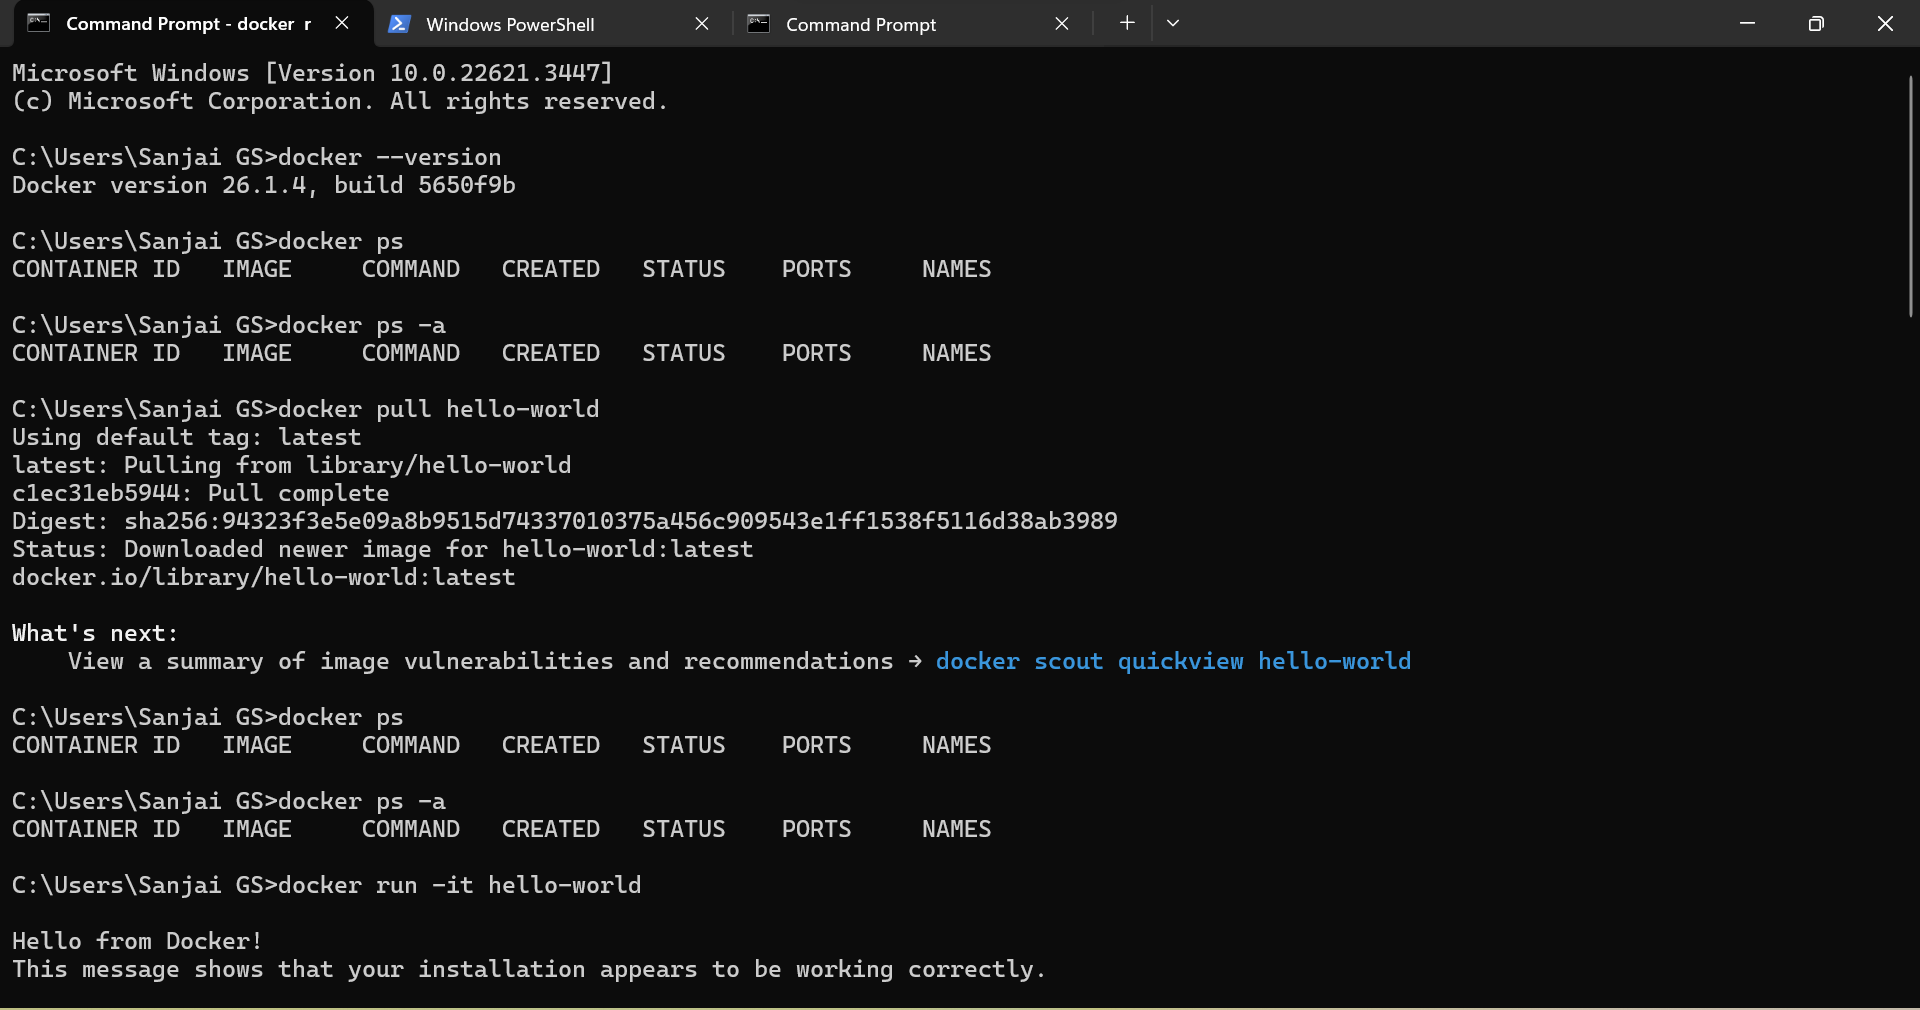 Command Prompt - docker r
Windows PowerShell
Command Prompt
Microsoft Windows [Version 10.0.22621.3447]
(c) Microsoft Corporation. All rights reserved.
C:\Users\Sanjai GS>docker --version
Docker version 26.1.4, build 5650f9b
C:\Users\Sanjai GS>docker ps
CONTAINER ID   IMAGE     COMMAND   CREATED   STATUS    PORTS     NAMES
C:\Users\Sanjai GS>docker ps -a
CONTAINER ID   IMAGE     COMMAND   CREATED   STATUS    PORTS     NAMES
C:\Users\Sanjai GS>docker pull hello-world
Using default tag: latest
latest: Pulling from library/hello-world
c1ec31eb5944: Pull complete
Digest: sha256:94323f3e5e09a8b9515d74337010375a456c909543e1ff1538f5116d38ab3989
Status: Downloaded newer image for hello-world:latest
docker.io/library/hello-world:latest
What's next:
    View a summary of image vulnerabilities and recommendations → docker scout quickview hello-world
C:\Users\Sanjai GS>docker ps
CONTAINER ID   IMAGE     COMMAND   CREATED   STATUS    PORTS     NAMES
C:\Users\Sanjai GS>docker ps -a
CONTAINER ID   IMAGE     COMMAND   CREATED   STATUS    PORTS     NAMES
C:\Users\Sanjai GS>docker run -it hello-world
Hello from Docker!
This message shows that your installation appears to be working correctly.